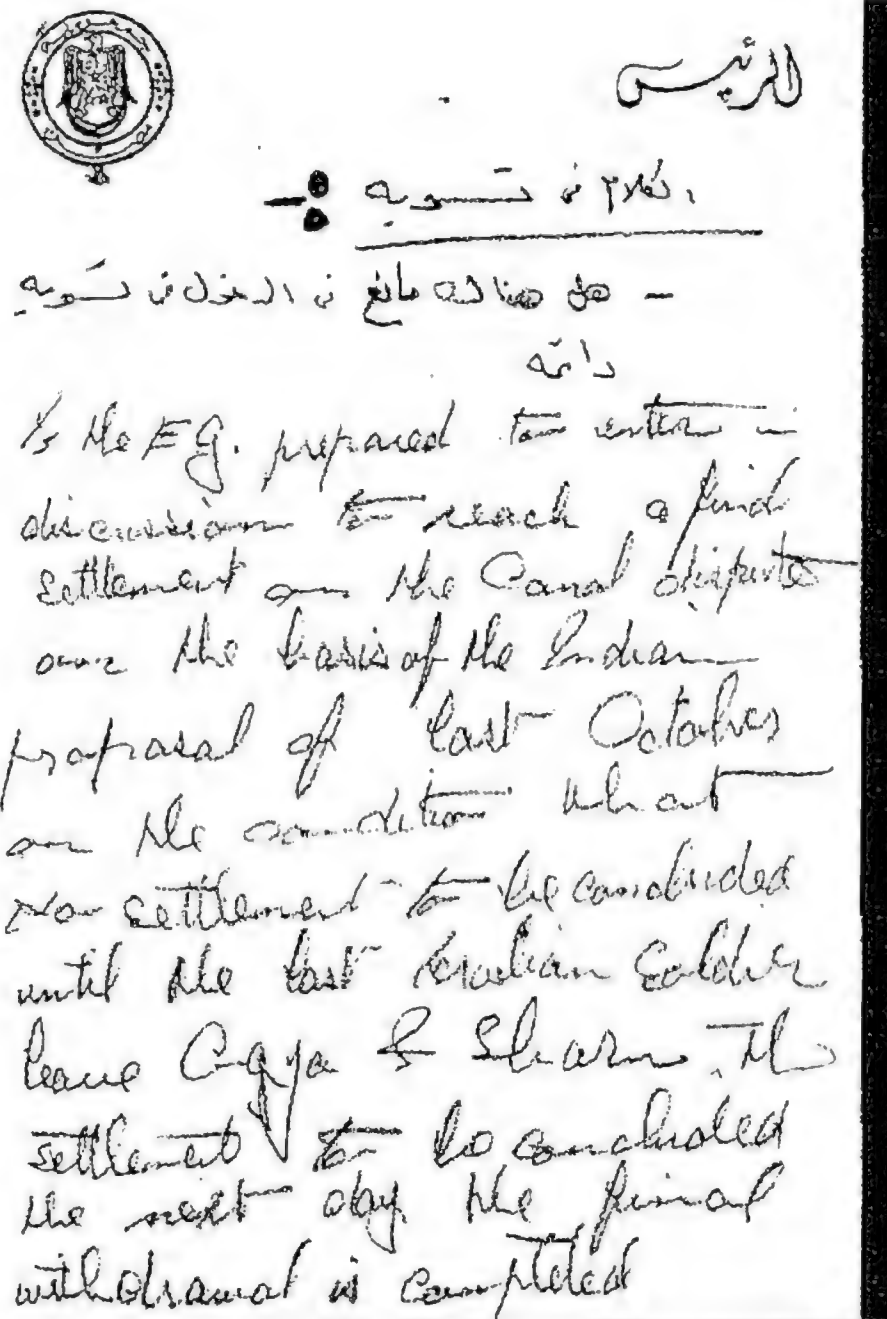 الرئيس
الكلام في تسوية :-
- هل هناك مانع في الدخول في تسوية
دائمة
Is the E G. prepared to enter in
discussion to reach a final
settlement on the Canal disputes
on the basis of the Indian
proposal of last October
on the condition that
no settlement to be concluded
until the last Israelian Soldier
leave Gaza & Sharm. The
settlement to be concluded
the next day the final
withdrawal is completed